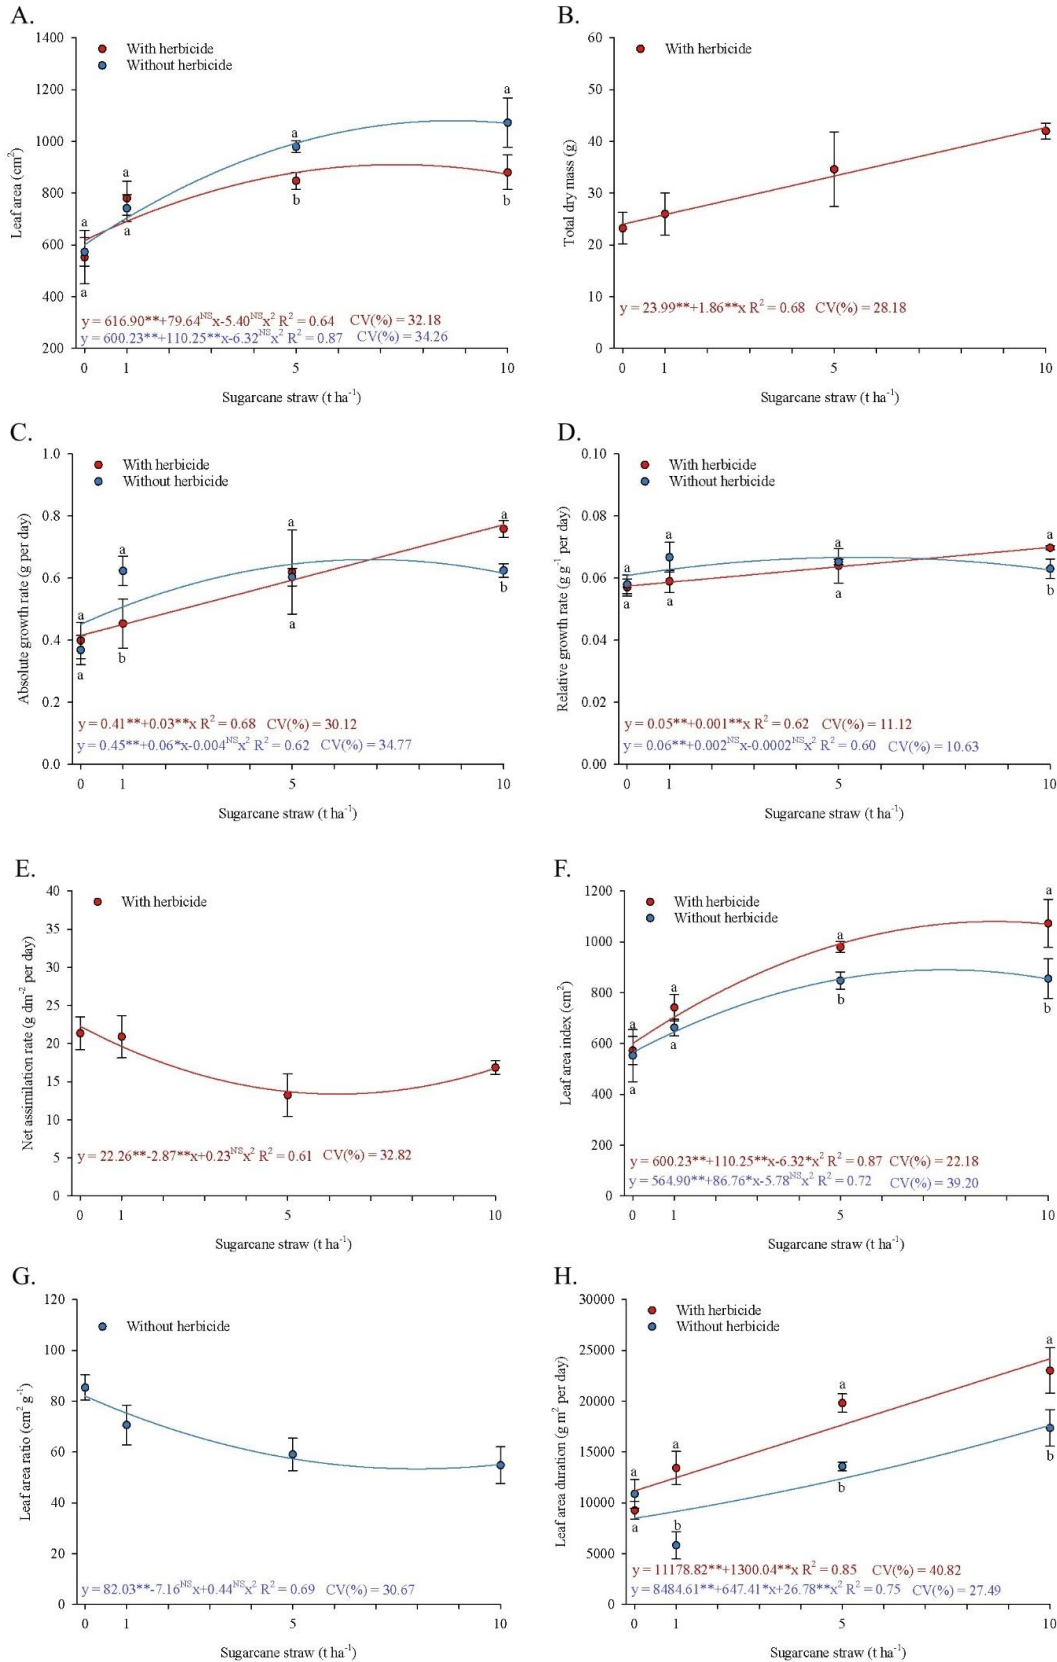 A.
1400
1200
1000
800
600
400
200
Leaf area (cm²)
With herbicide
Without herbicide
a
a
a
a
a
a
b
b
y = 616.90**+79.64ᴺˢx-5.40ᴺˢx² R² = 0.64 CV(%) = 32.18
y = 600.23**+110.25**x-6.32ᴺˢx² R² = 0.87 CV(%) = 34.26
0 1 5 10
Sugarcane straw (t ha⁻¹)
B.
60
50
40
30
20
10
0
Total dry mass (g)
With herbicide
y = 23.99**+1.86**x R² = 0.68 CV(%) = 28.18
0 1 5 10
Sugarcane straw (t ha⁻¹)
C.
1.0
0.8
0.6
0.4
0.2
0.0
Absolute growth rate (g per day)
With herbicide
Without herbicide
a
a
a
a
a
b
a
b
y = 0.41**+0.03**x R² = 0.68 CV(%) = 30.12
y = 0.45**+0.06*x-0.004ᴺˢx² R² = 0.62 CV(%) = 34.77
0 1 5 10
Sugarcane straw (t ha⁻¹)
D.
0.10
0.08
0.06
0.04
0.02
0.00
Relative growth rate (g g⁻¹ per day)
With herbicide
Without herbicide
a
a
a
a
a
a
a
b
y = 0.05**+0.001**x R² = 0.62 CV(%) = 11.12
y = 0.06**+0.002ᴺˢx-0.0002ᴺˢx² R² = 0.60 CV(%) = 10.63
0 1 5 10
Sugarcane straw (t ha⁻¹)
E.
40
35
30
25
20
15
10
5
0
Net assimilation rate (g dm⁻² per day)
With herbicide
y = 22.26**-2.87**x+0.23ᴺˢx² R² = 0.61 CV(%) = 32.82
0 1 5 10
Sugarcane straw (t ha⁻¹)
F.
1200
1000
800
600
400
200
0
Leaf area index (cm²)
With herbicide
Without herbicide
a
a
a
a
a
a
b
b
y = 600.23**+110.25**x-6.32*x² R² = 0.87 CV(%) = 22.18
y = 564.90**+86.76*x-5.78ᴺˢx² R² = 0.72 CV(%) = 39.20
0 1 5 10
Sugarcane straw (t ha⁻¹)
G.
120
100
80
60
40
20
0
Leaf area ratio (cm² g⁻¹)
Without herbicide
y = 82.03**-7.16ᴺˢx+0.44ᴺˢx² R² = 0.69 CV(%) = 30.67
0 1 5 10
Sugarcane straw (t ha⁻¹)
H.
30000
25000
20000
15000
10000
5000
0
Leaf area duration (g m² per day)
With herbicide
Without herbicide
a
a
a
a
a
b
b
b
y = 11178.82**+1300.04**x R² = 0.85 CV(%) = 40.82
y = 8484.61**+647.41*x+26.78**x² R² = 0.75 CV(%) = 27.49
0 1 5 10
Sugarcane straw (t ha⁻¹)